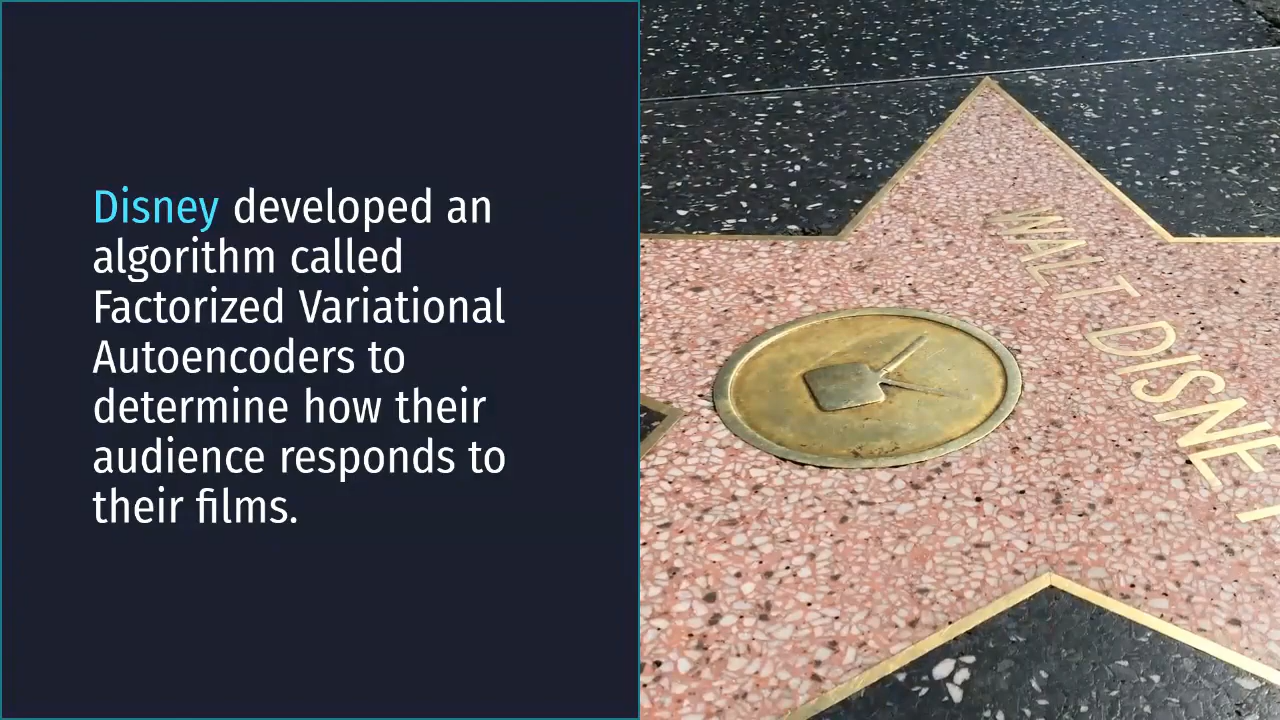 Disney developed an
algorithm called
Factorized Variational
Autoencoders to
determine how their
audience responds to
their films.
WALT DISNEY